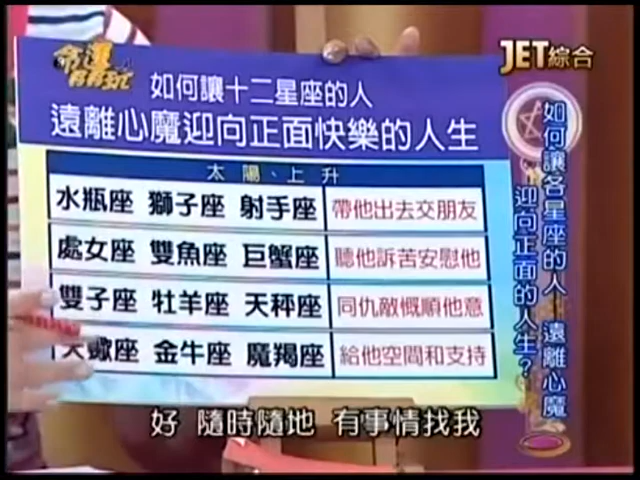 命運好好玩
JET綜合
如何讓十二星座的人
遠離心魔迎向正面快樂的人生
太陽、上升
水瓶座 獅子座 射手座 帶他出去交朋友
處女座 雙魚座 巨蟹座 聽他訴苦安慰他
雙子座 牡羊座 天秤座 同仇敵慨順他意
天蠍座 金牛座 魔羯座 給他空間和支持
如何讓各星座的人 遠離心魔
迎向正面的人生?
好 隨時隨地 有事情找我